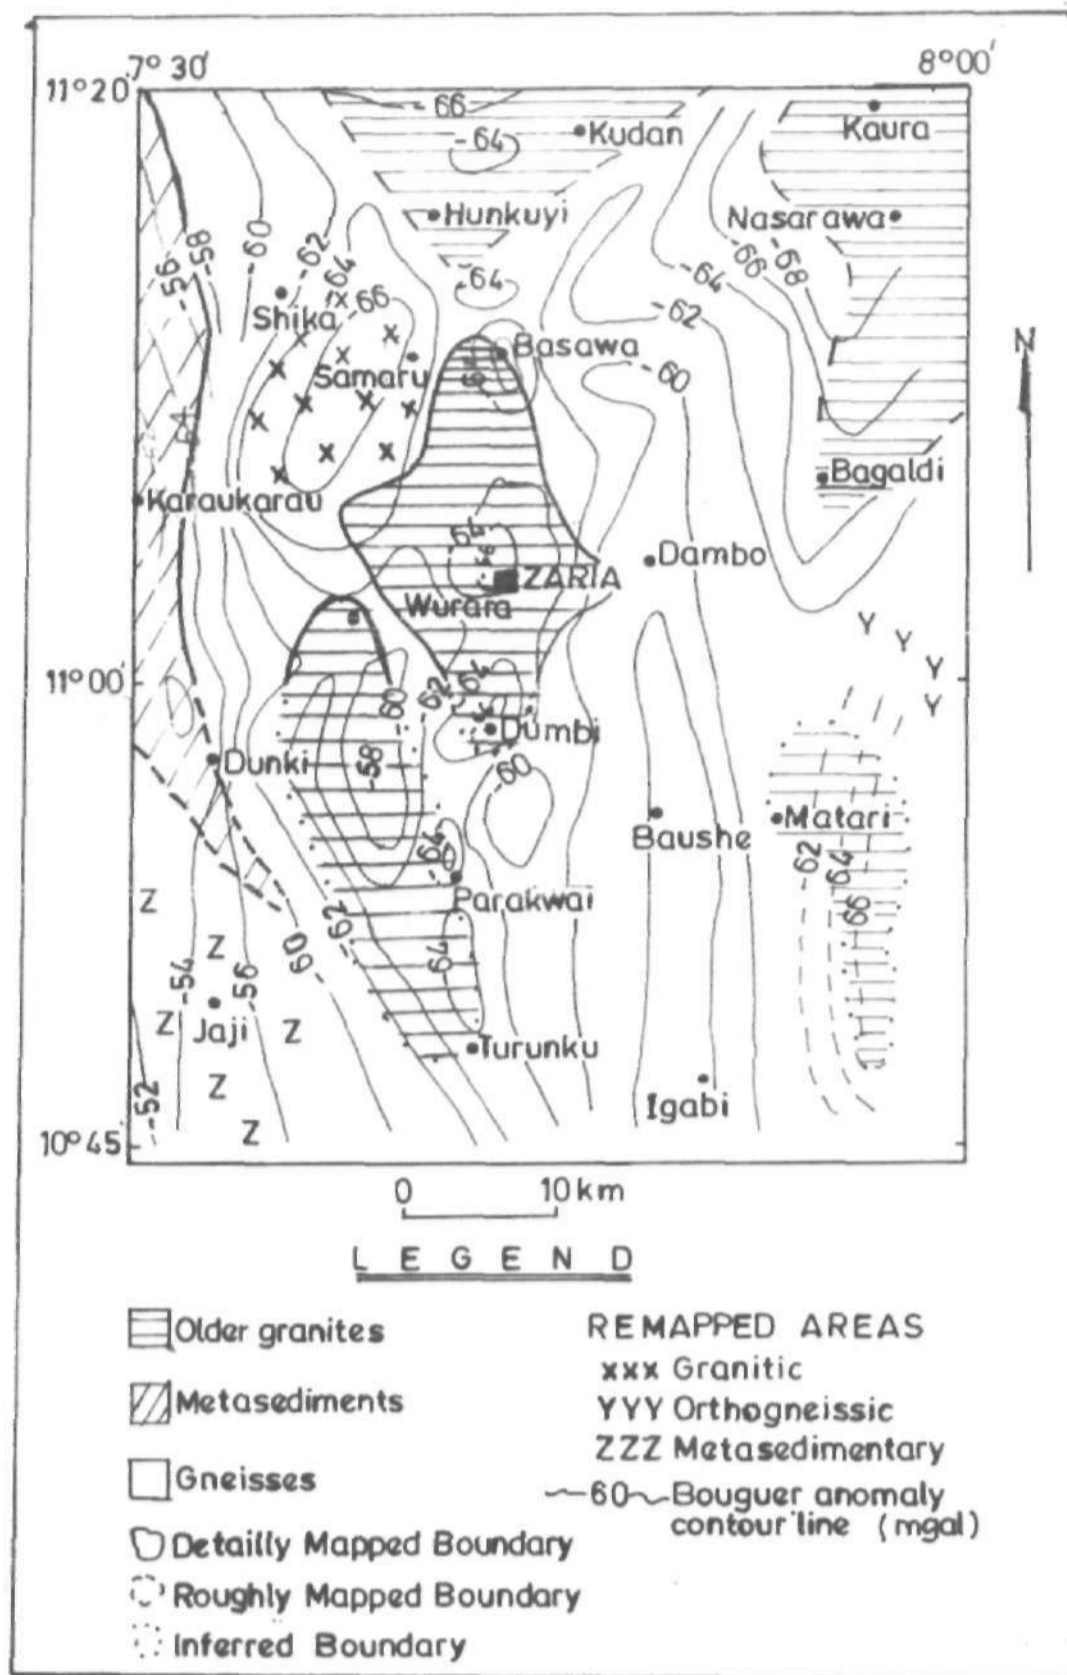 7° 30'
8°00'
11°20'
-66
Kudan
Kaura
-64
Hunkuyi
Nasarawa
-56
-58
-60
-62
-64
-66
-64
-64
-66
-68
-62
Shika
Basawa
Samaru
-60
Karaukarau
Bagaldi
-64
Dambo
ZARIA
Wurara
11°00'
-60
-62
-64
Dunki
Dumbi
-58
-60
Baushe
Matari
-64
Parakwai
-62
-64
66
-62
-60
-64
-54
-56
Jaji
Turunku
-52
Igabi
10°45'
N
x x x x x x x x x x x x x
Y Y Y Y
Z Z Z Z Z Z
0 10 km
LEGEND
Older granites
Metasediments
Gneisses
Detailly Mapped Boundary
Roughly Mapped Boundary
Inferred Boundary
REMAPPED AREAS
xxx Granitic
YYY Orthogneissic
ZZZ Metasedimentary
60 Bouguer anomaly
contour line (mgal)